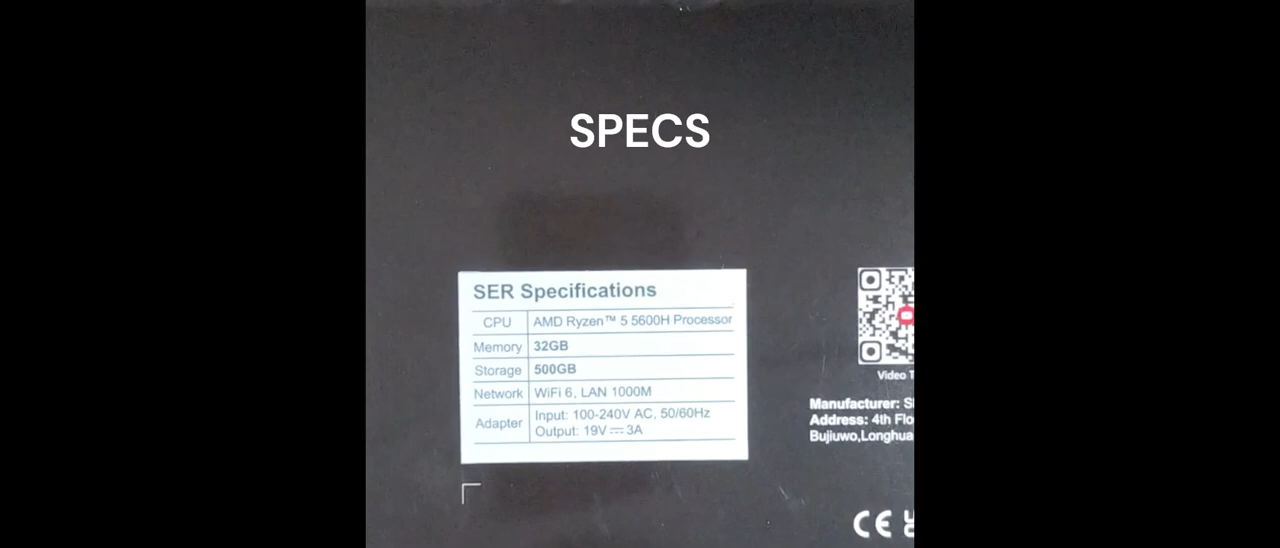 SPECS
SER Specifications
CPU AMD Ryzen™ 5 5600H Processor
Memory 32GB
Storage 500GB
Network WiFi 6, LAN 1000M
Adapter Input: 100-240V AC, 50/60Hz
Output: 19V⎓3A
Video
Manufacturer:
Address: 4th
Bujiuwo,Longhua
CE